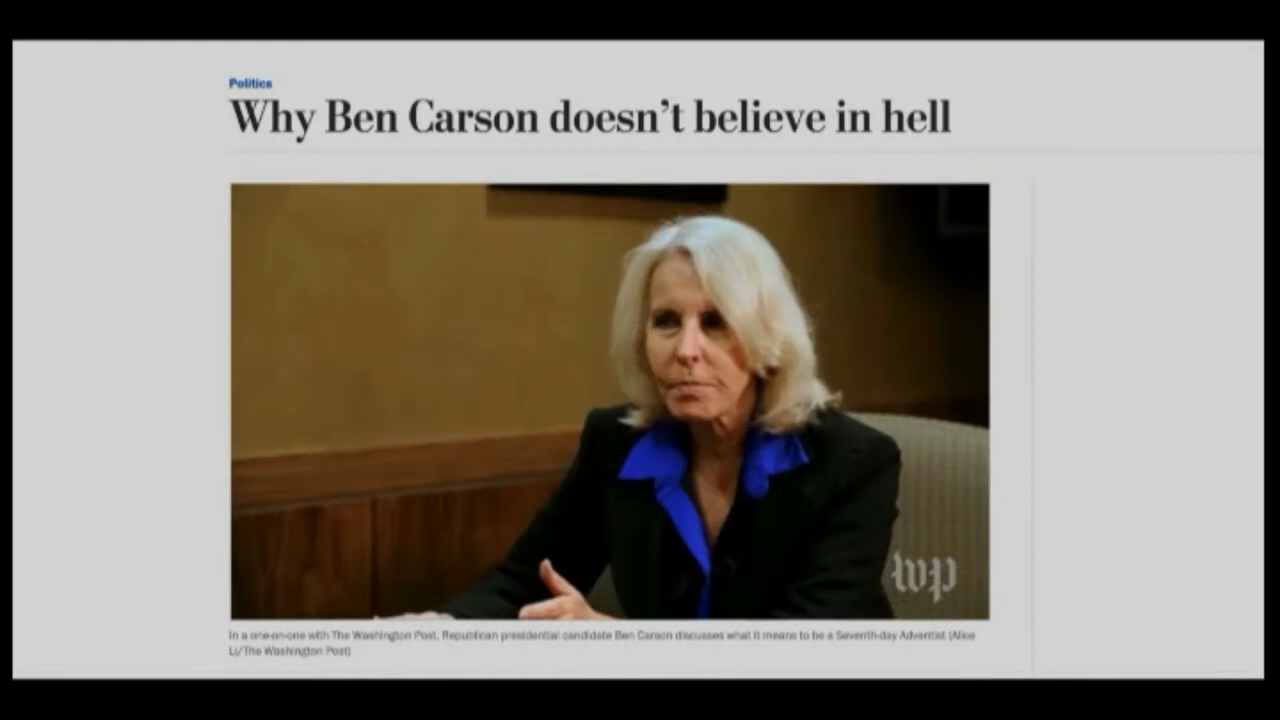 Politics
Why Ben Carson doesn't believe in hell
wp
In a one-on-one with The Washington Post, Republican presidential candidate Ben Carson discusses what it means to be a Seventh-day Adventist (Alice
Li/The Washington Post)